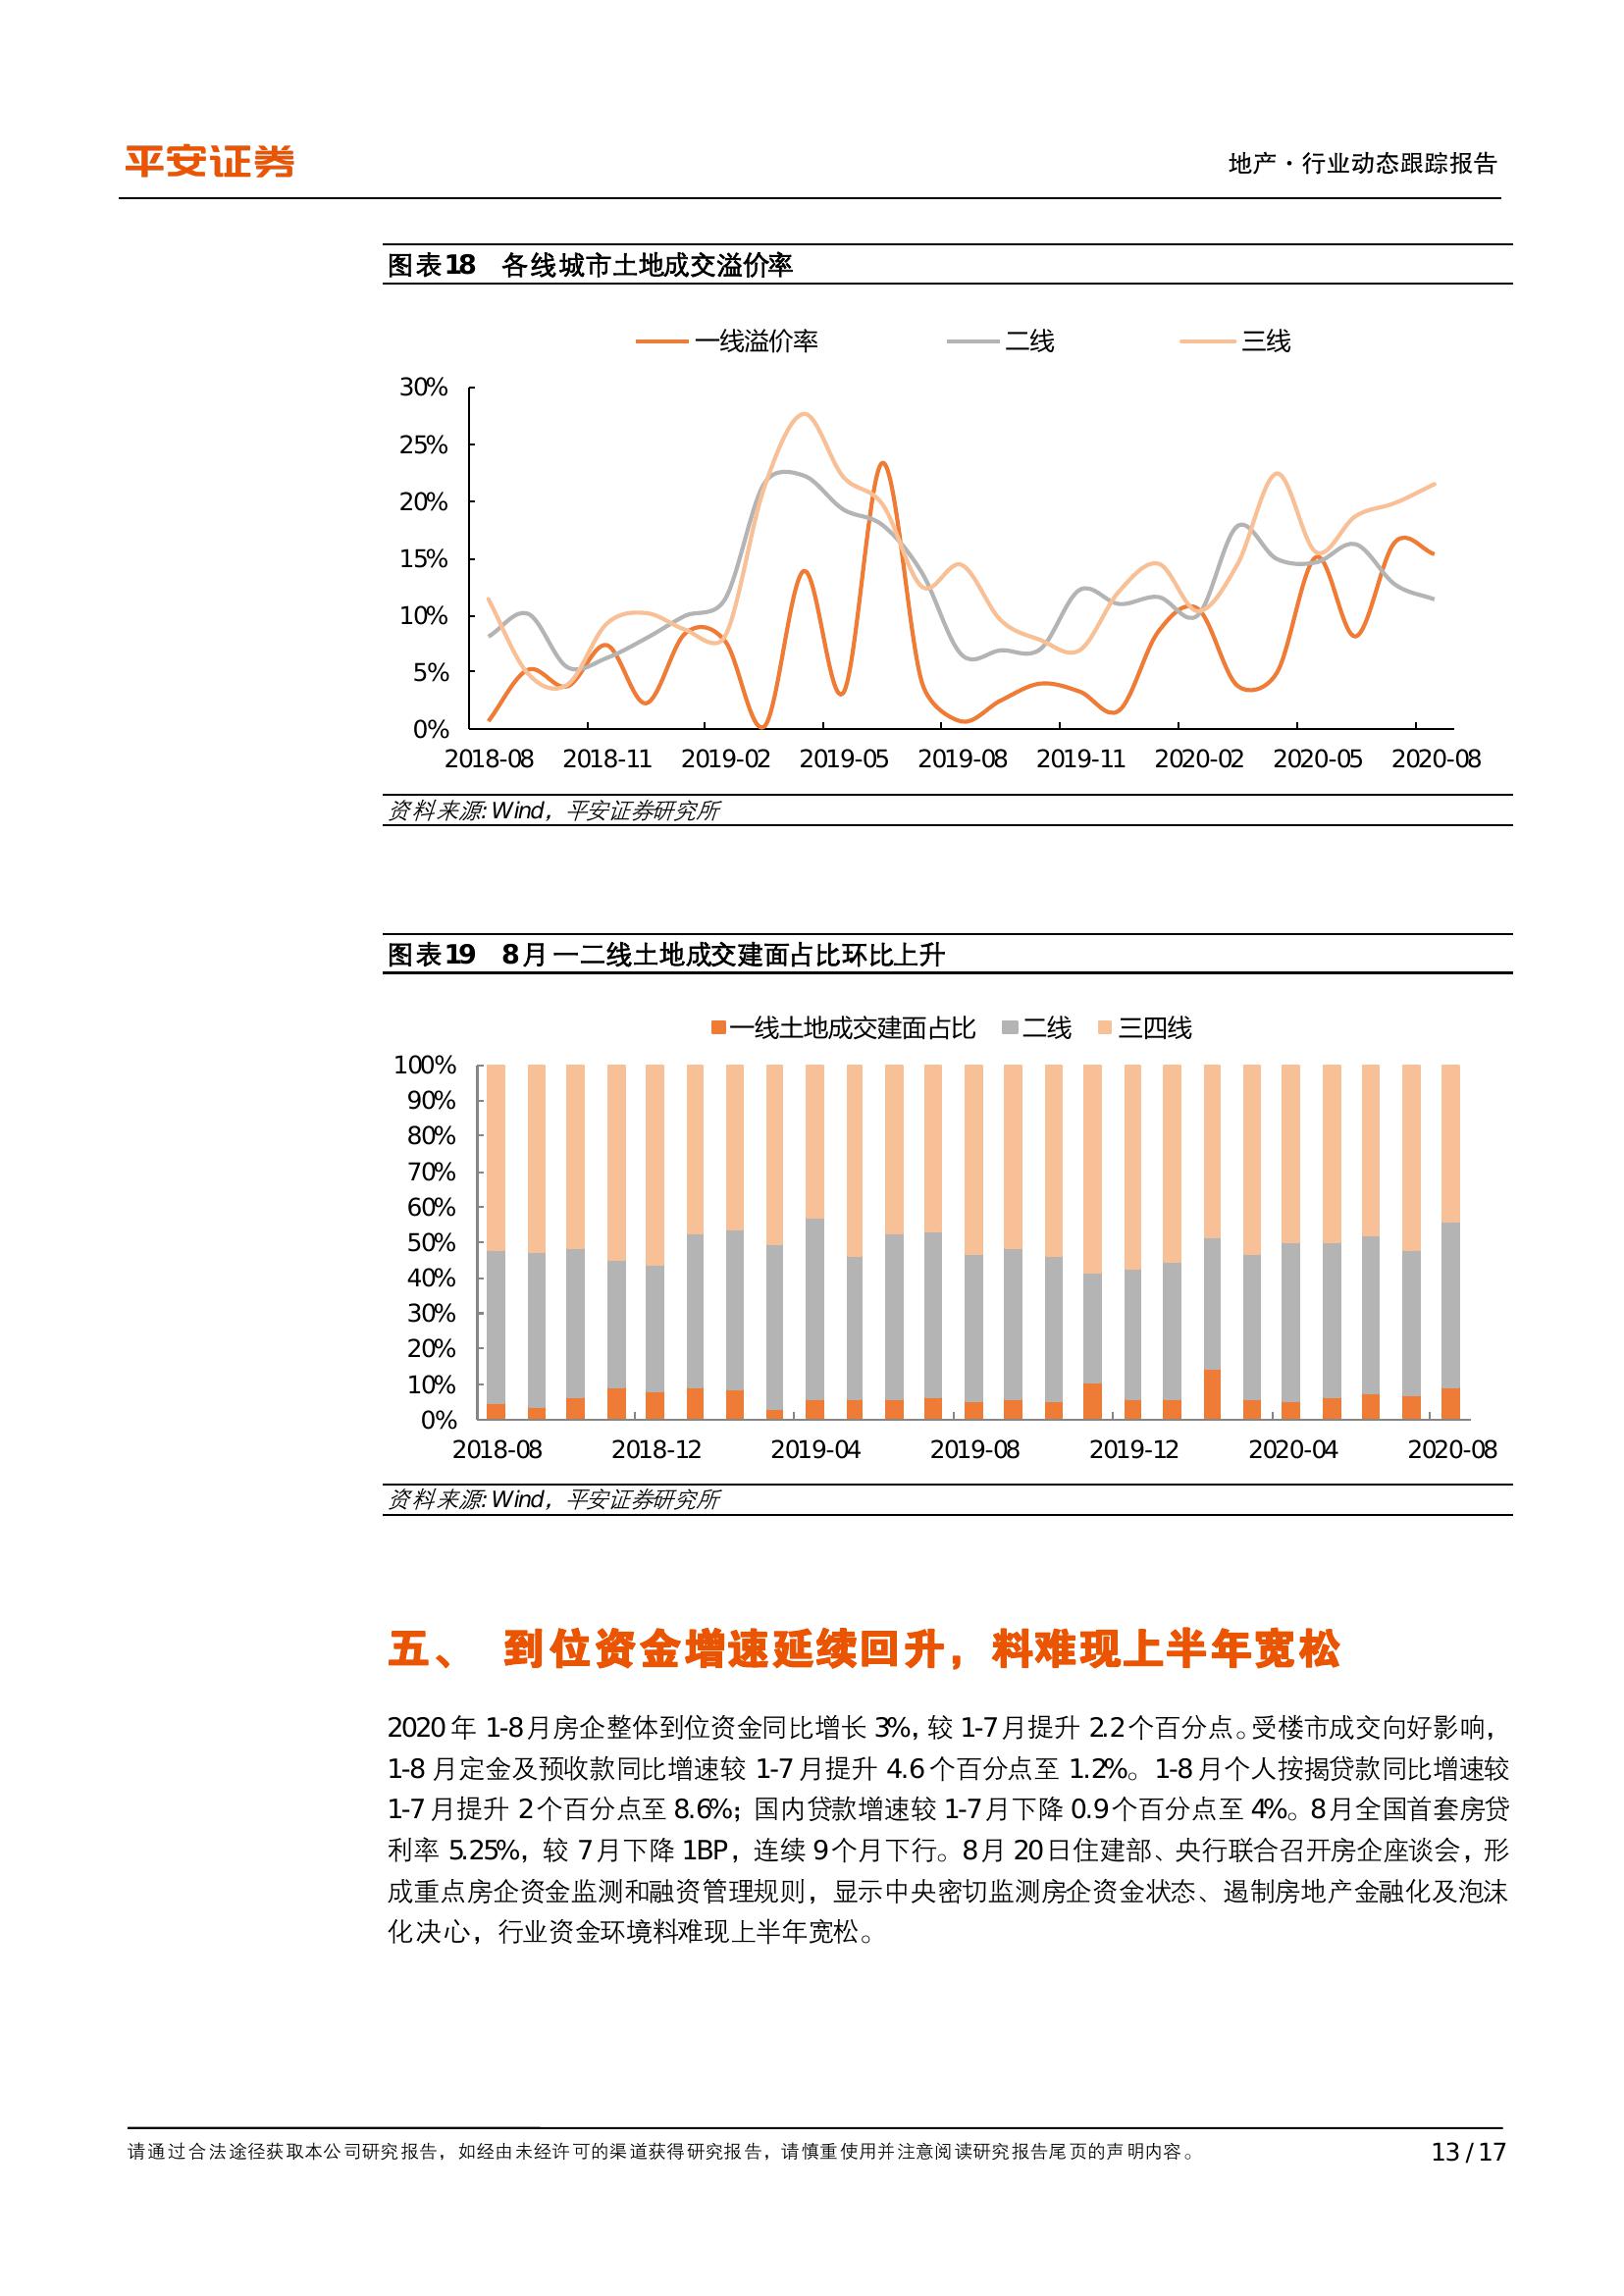 平安证券
地产·行业动态跟踪报告
图表18 各线城市土地成交溢价率
一线溢价率 二线 三线
30%
25%
20%
15%
10%
5%
0%
2018-08 2018-11 2019-02 2019-05 2019-08 2019-11 2020-02 2020-05 2020-08
资料来源: Wind，平安证券研究所
图表19 8月一二线土地成交建面占比环比上升
一线土地成交建面占比 二线 三四线
100%
90%
80%
70%
60%
50%
40%
30%
20%
10%
0%
2018-08 2018-12 2019-04 2019-08 2019-12 2020-04 2020-08
资料来源: Wind，平安证券研究所
五、 到位资金增速延续回升，料难现上半年宽松
2020 年 1-8月房企整体到位资金同比增长 3%，较 1-7月提升 2.2个百分点。受楼市成交向好影响，
1-8 月定金及预收款同比增速较 1-7月提升 4.6个百分点至 1.2%。1-8月个人按揭贷款同比增速较
1-7月提升 2个百分点至 8.6%；国内贷款增速较 1-7月下降 0.9个百分点至 4%。8月全国首套房贷
利率 5.25%，较 7月下降 1BP，连续 9个月下行。8月 20日住建部、央行联合召开房企座谈会，形
成重点房企资金监测和融资管理规则，显示中央密切监测房企资金状态、遏制房地产金融化及泡沫
化决心，行业资金环境料难现上半年宽松。
请通过合法途径获取本公司研究报告，如经由未经许可的渠道获得研究报告，请慎重使用并注意阅读研究报告尾页的声明内容。
13 / 17